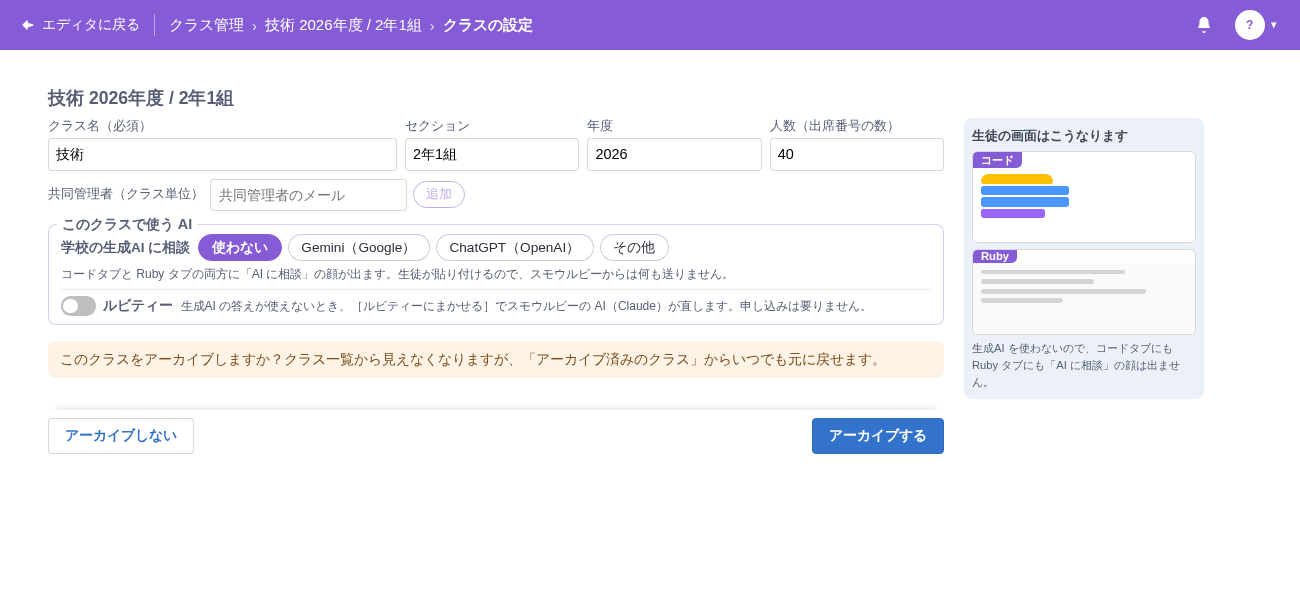 エディタに戻る
クラス管理 › 技術 2026年度 / 2年1組 › クラスの設定
?
技術 2026年度 / 2年1組
クラス名（必須）
セクション
年度
人数（出席番号の数）
技術
2年1組
2026
40
共同管理者（クラス単位）
共同管理者のメール
追加
このクラスで使う AI
学校の生成AI に相談
使わない
Gemini（Google）
ChatGPT（OpenAI）
その他
コードタブと Ruby タブの両方に「AI に相談」の顔が出ます。生徒が貼り付けるので、スモウルビーからは何も送りません。
ルビティー
生成AI の答えが使えないとき、［ルビティーにまかせる］でスモウルビーの AI（Claude）が直します。申し込みは要りません。
このクラスをアーカイブしますか？クラス一覧から見えなくなりますが、「アーカイブ済みのクラス」からいつでも元に戻せます。
アーカイブしない
アーカイブする
生徒の画面はこうなります
コード
Ruby
生成AI を使わないので、コードタブにも
Ruby タブにも「AI に相談」の顔は出ませ
ん。